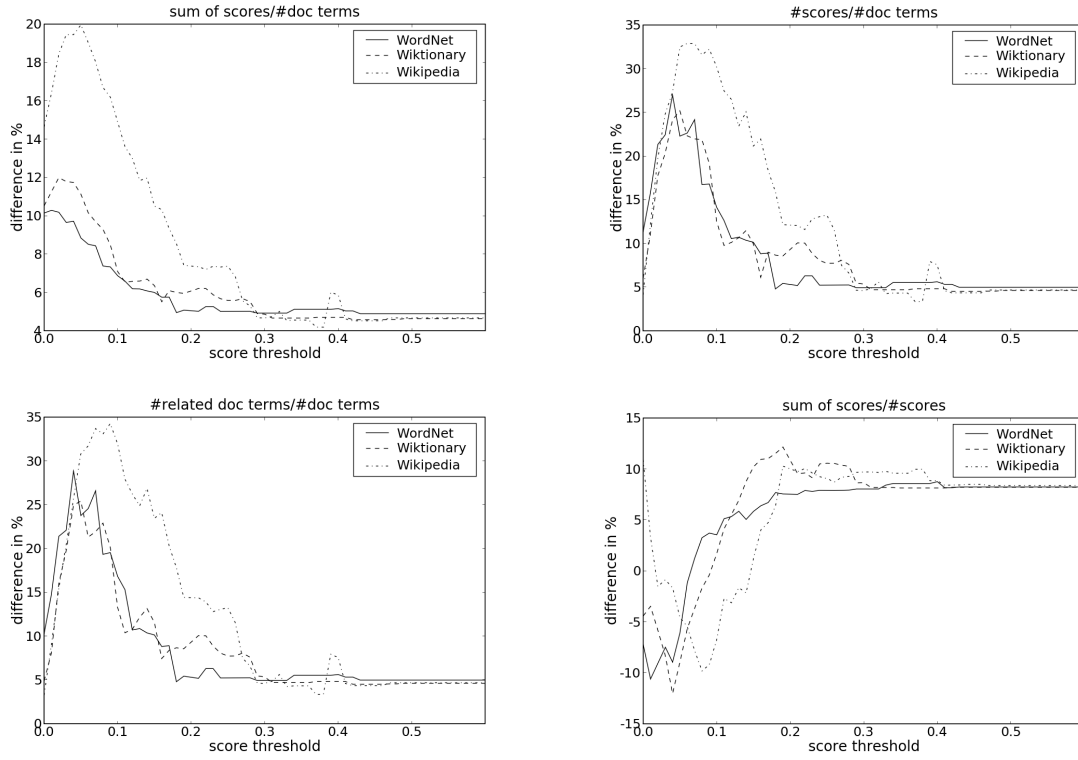 sum of scores/#doc terms
20
18
16
14
12
10
8
6
4
difference in %
WordNet
Wiktionary
Wikipedia
0.0 0.1 0.2 0.3 0.4 0.5
score threshold
#scores/#doc terms
35
30
25
20
15
10
5
0
difference in %
WordNet
Wiktionary
Wikipedia
0.0 0.1 0.2 0.3 0.4 0.5
score threshold
#related doc terms/#doc terms
35
30
25
20
15
10
5
0
difference in %
WordNet
Wiktionary
Wikipedia
0.0 0.1 0.2 0.3 0.4 0.5
score threshold
sum of scores/#scores
15
10
5
0
-5
-10
-15
difference in %
WordNet
Wiktionary
Wikipedia
0.0 0.1 0.2 0.3 0.4 0.5
score threshold